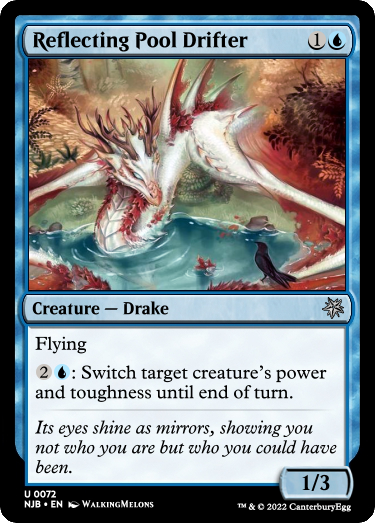 Reflecting Pool Drifter 1
Creature — Drake
Flying
2: Switch target creature's power
and toughness until end of turn.
Its eyes shine as mirrors, showing you
not who you are but who you could have
been.
1/3
U 0072
NJB • EN WalkingMelons
™ & © 2022 CanterburyEgg